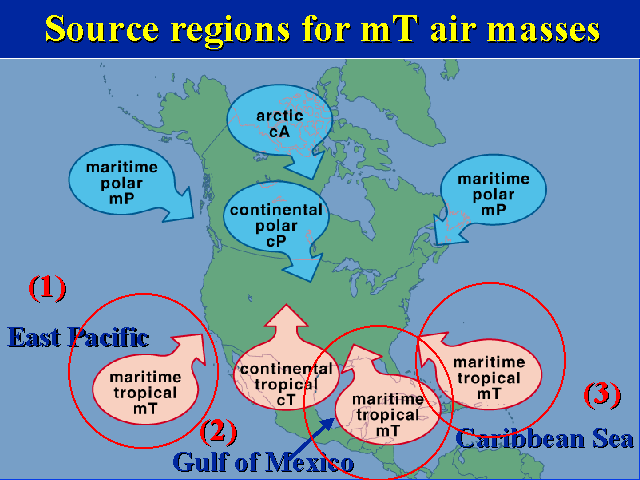 Source regions for mT air masses
arctic
cA
maritime
polar
mP
continental
polar
cP
maritime
polar
mP
(1)
East Pacific
maritime
tropical
mT
continental
tropical
cT
maritime
tropical
mT
maritime
tropical
mT
(2)
Gulf of Mexico
(3)
Caribbean Sea